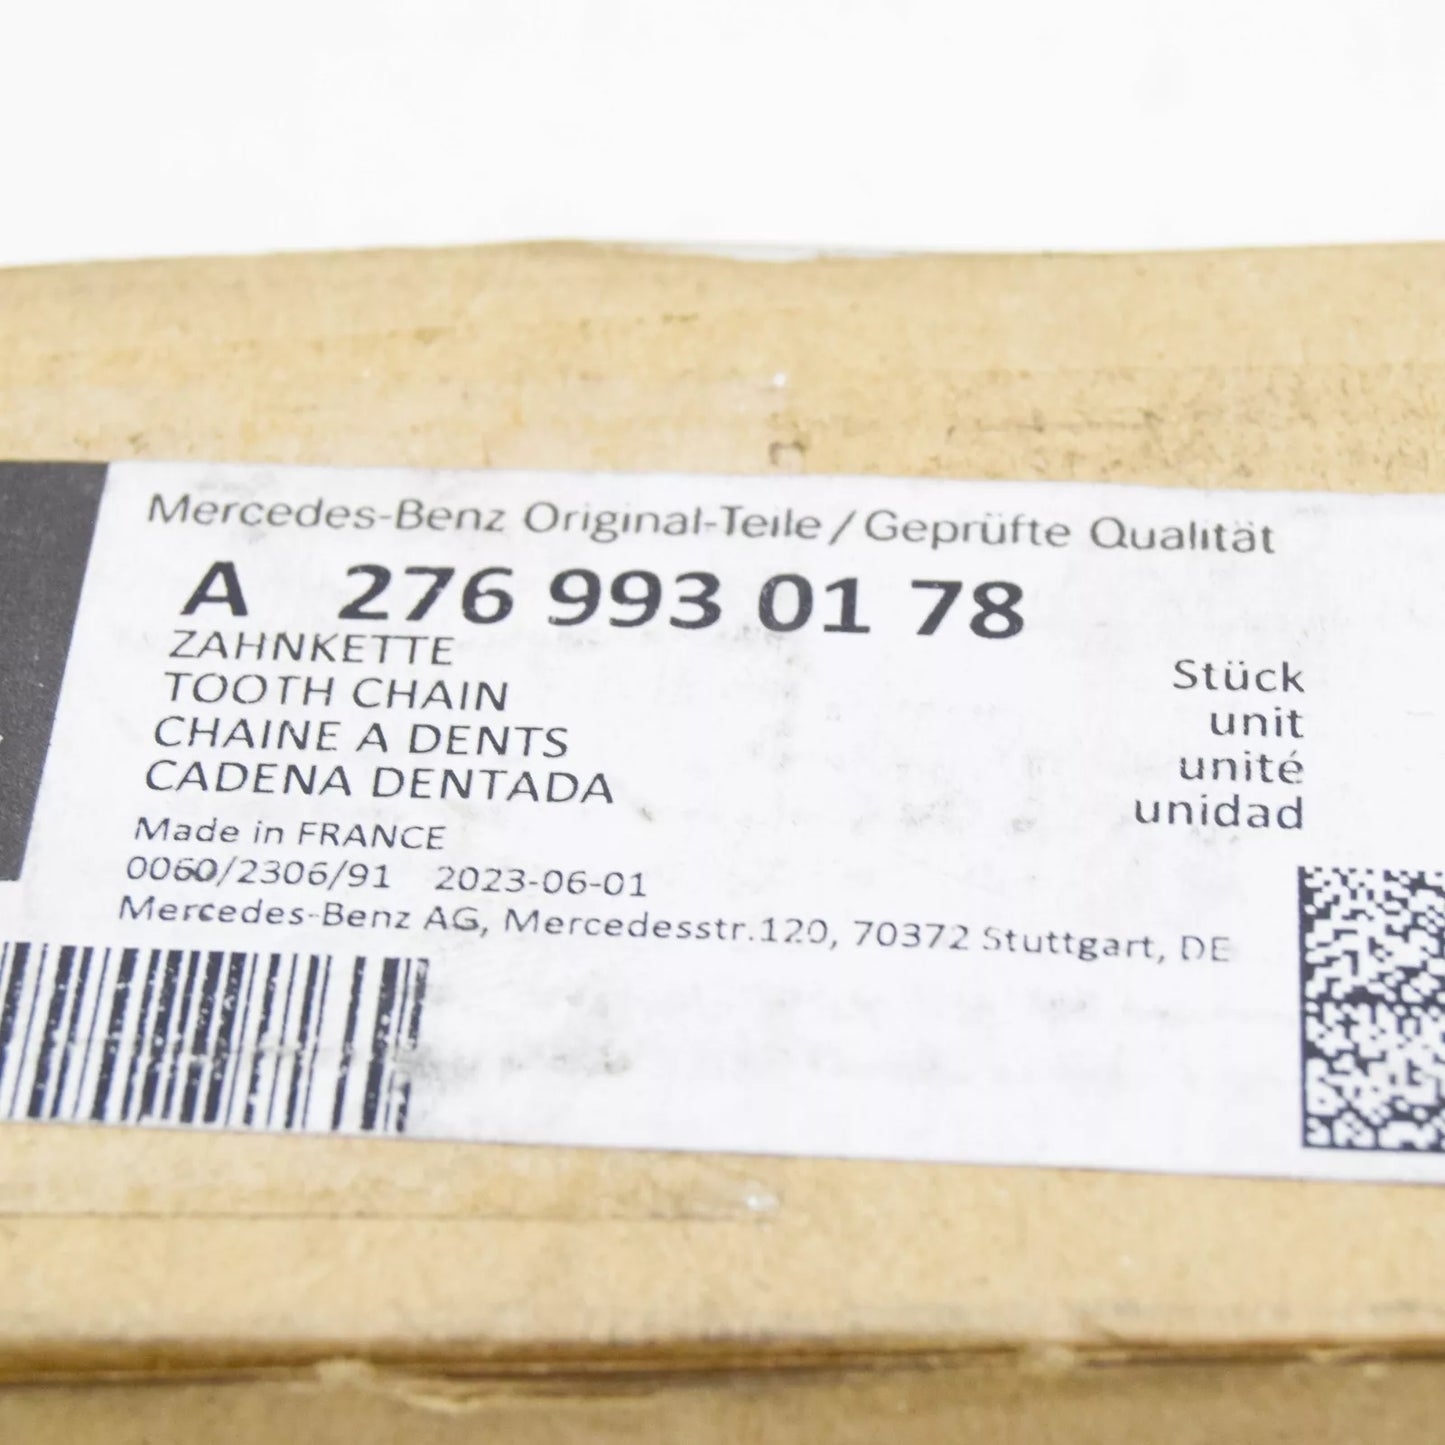 Mercedes-Benz Original-Teile / Geprüfte Qualität
A 276 993 01 78
ZAHNKETTE
TOOTH CHAIN
CHAINE A DENTS
CADENA DENTADA
Stück
unit
unité
unidad
Made in FRANCE
0060/2306/91 2023-06-01
Mercedes-Benz AG, Mercedesstr.120, 70372 Stuttgart, DE